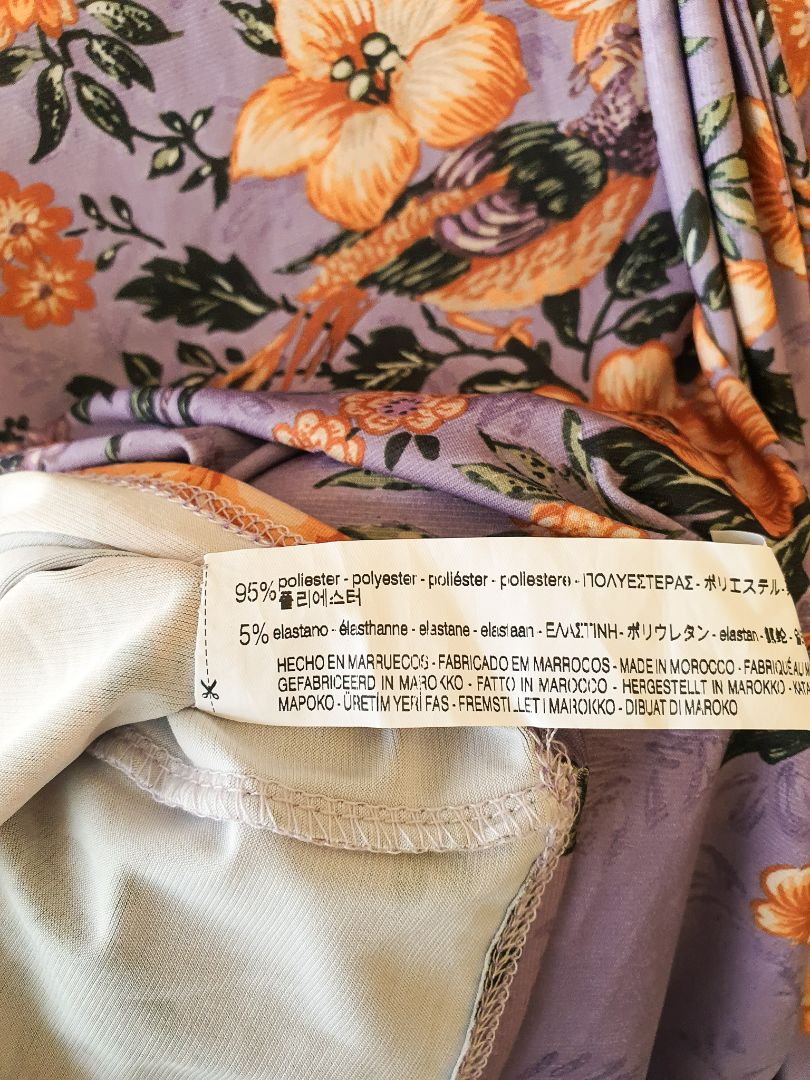 95% poliester - polyester - poliéster - poliestere - ΠΟΛΥΕΣΤΕΡΑΣ - ポリエステル -
폴리에스터
5% elastano - élasthanne - elastane - elastaan - ΕΛΑΣΤΙΝΗ - ポリウレタン - elastan -
HECHO EN MARRUECOS - FABRICADO EM MARROCOS - MADE IN MOROCCO - FABRIQUÉ AU
GEFABRICEERD IN MAROKKO - FATTO IN MAROCCO - HERGESTELLT IN MAROKKO -
ΜΑΡΟΚΟ - ÜRETİM YERİ FAS - FREMSTILLET I MAROKKO - DIBUAT DI MAROKO